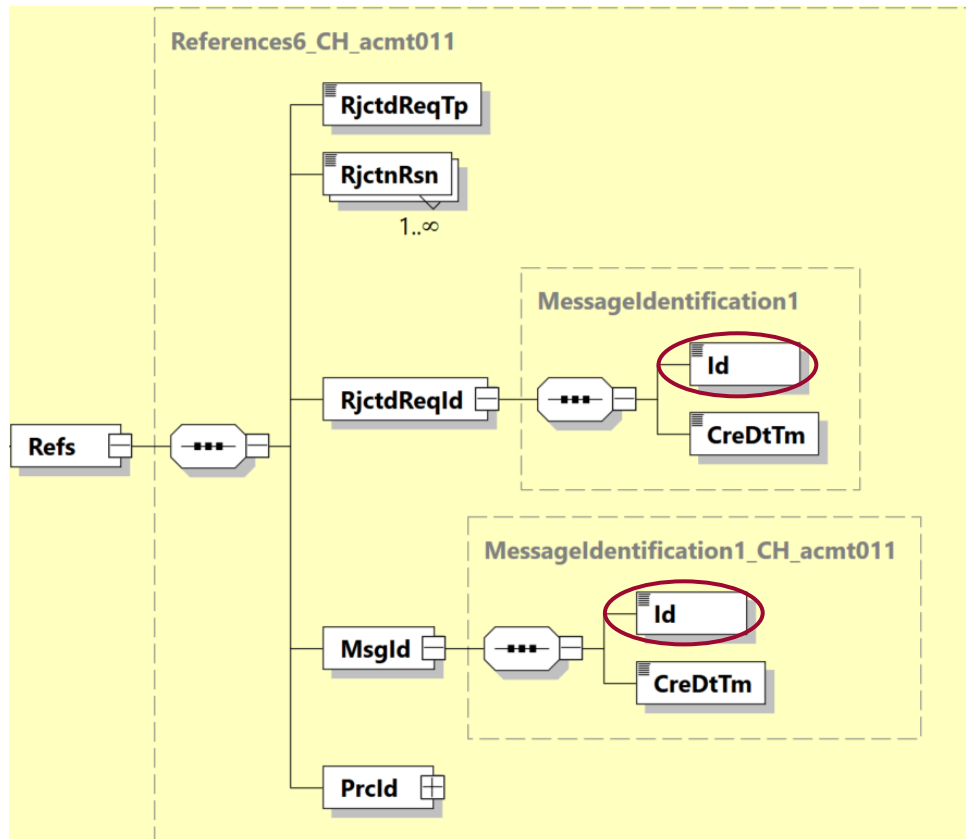 References6_CH_acmt011
RjctdReqTp
RjctnRsn
1..∞
MessageIdentification1
Id
RjctdReqId
CreDtTm
Refs
MessageIdentification1_CH_acmt011
Id
MsgId
CreDtTm
PrcId